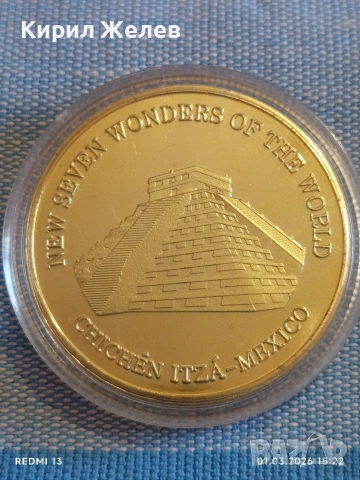 Кирил Желев
NEW SEVEN WONDERS OF THE WORLD
CHICHÉN ITZÁ-MEXICO
REDMI 13
01.03.2026 15:22